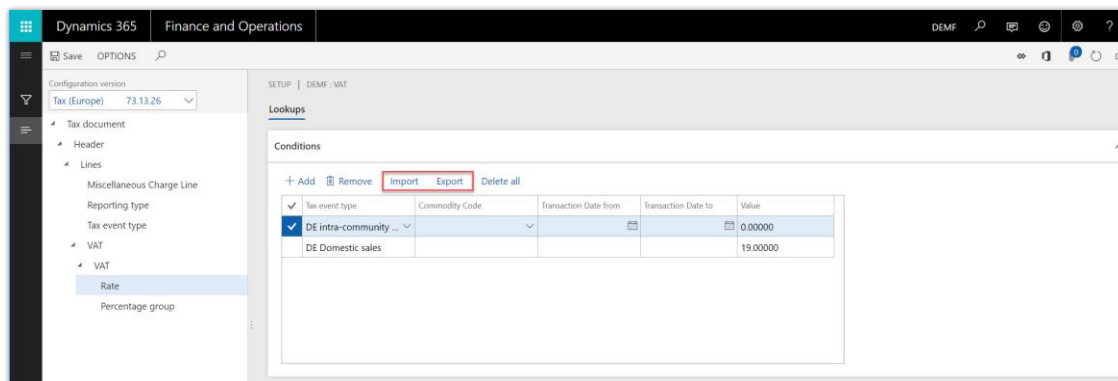 Dynamics 365 Finance and Operations DEMF ?
Save OPTIONS 0
Configuration version
Tax (Europe) 73.13.26
Tax document
Header
Lines
Miscellaneous Charge Line
Reporting type
Tax event type
VAT
VAT
Rate
Percentage group
SETUP | DEMF : VAT
Lookups
Conditions
+ Add Remove Import Export Delete all
Tax event type Commodity Code Transaction Date from Transaction Date to Value
DE intra-community ... 0.00000
DE Domestic sales 19.00000